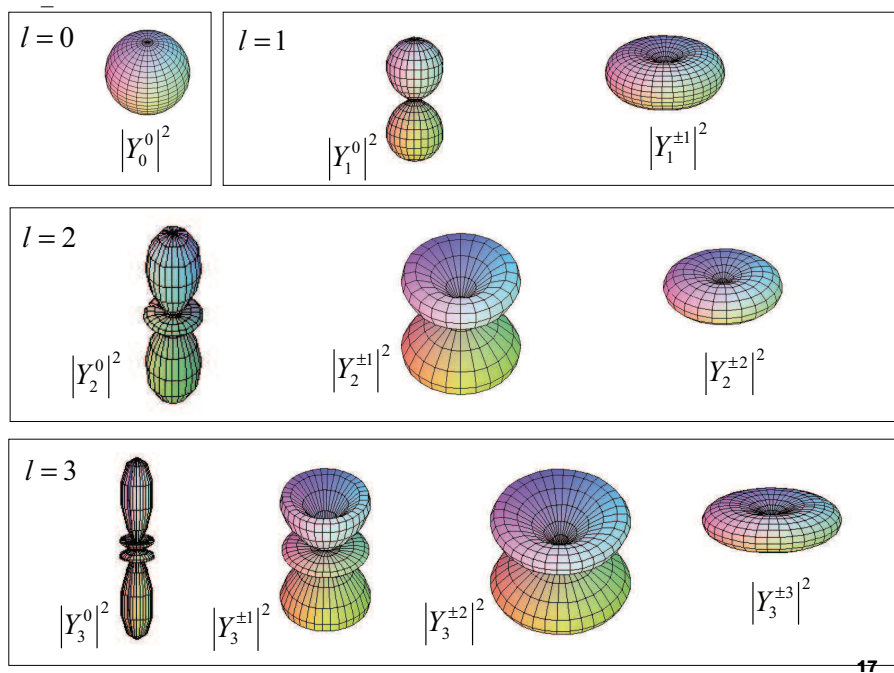 l = 0
|Y₀⁰|²
l = 1
|Y₁⁰|²
|Y₁^{±1}|²
l = 2
|Y₂⁰|²
|Y₂^{±1}|²
|Y₂^{±2}|²
l = 3
|Y₃⁰|²
|Y₃^{±1}|²
|Y₃^{±2}|²
|Y₃^{±3}|²
17